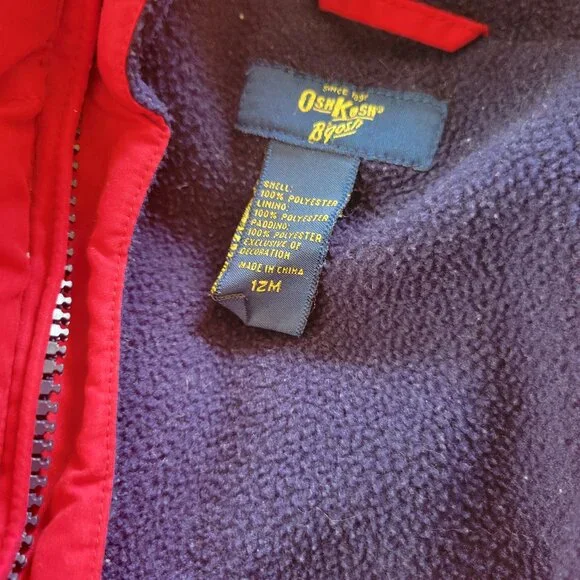 SINCE 1895
OSHKOSH
B'gosh
SHELL:
100% POLYESTER
LINING:
100% POLYESTER
PADDING:
100% POLYESTER
EXCLUSIVE OF
DECORATION
MADE IN CHINA
12M